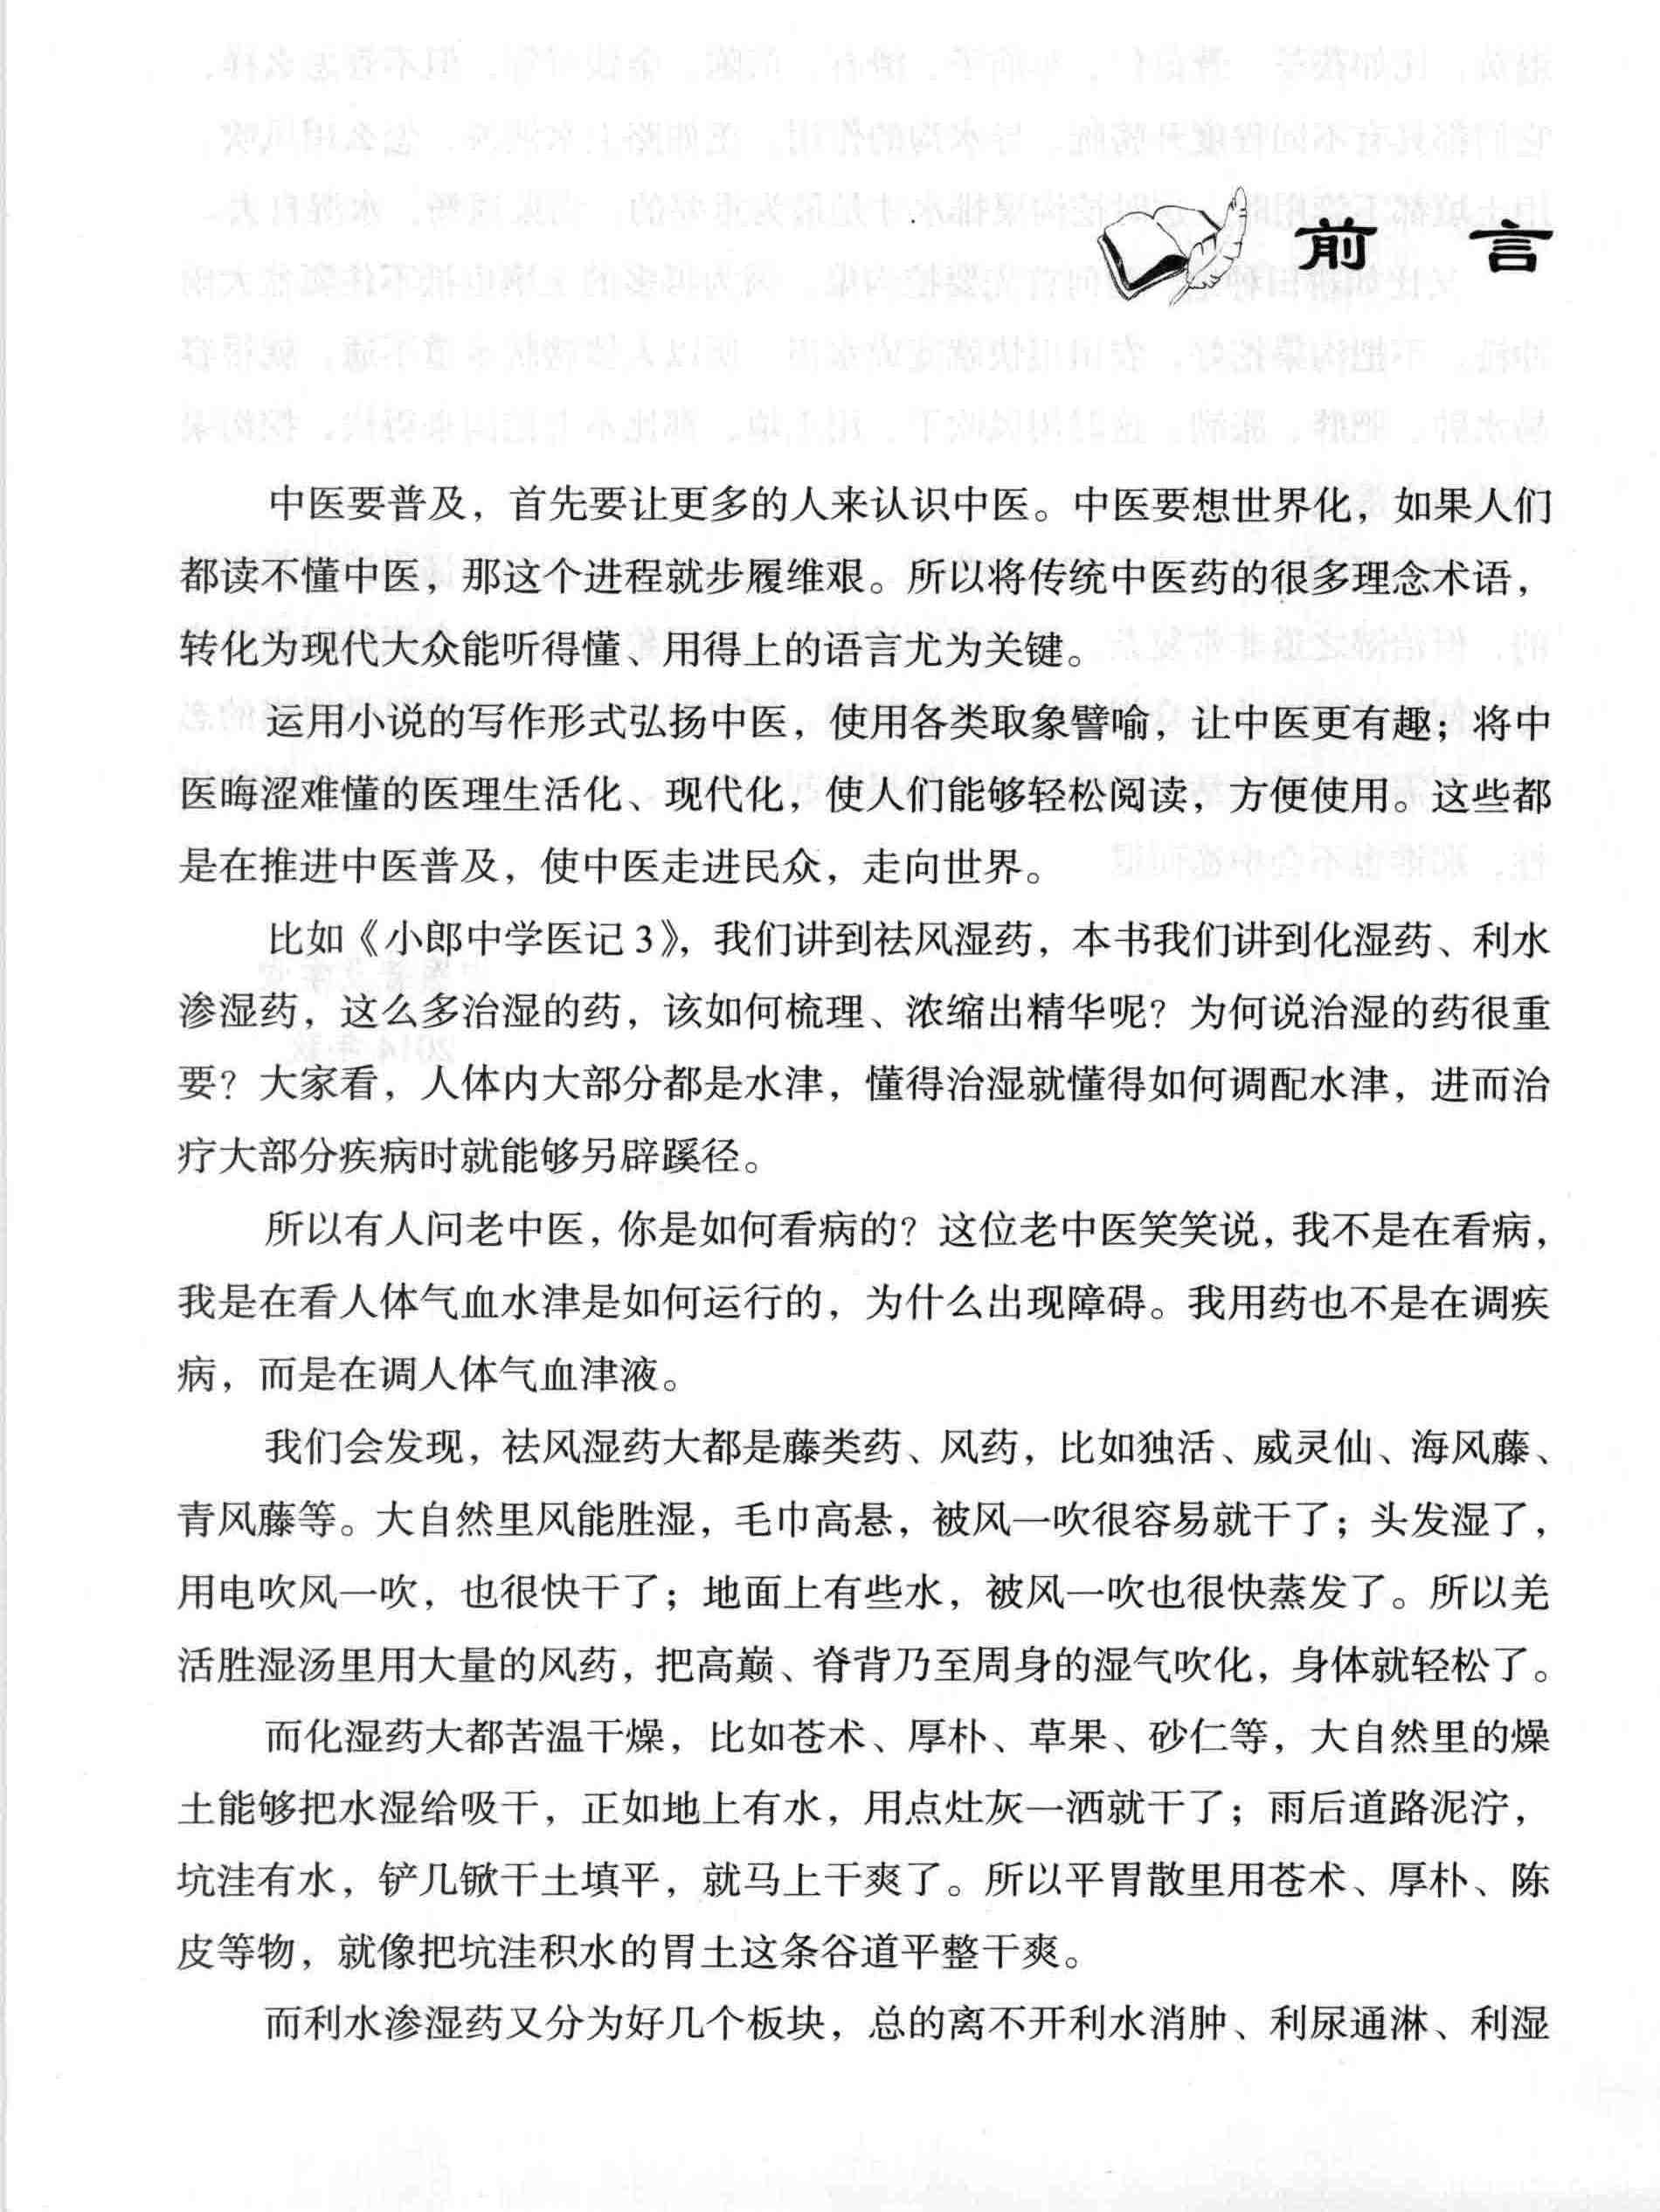 前 言
中医要普及，首先要让更多的人来认识中医。中医要想世界化，如果人们
都读不懂中医，那这个进程就步履维艰。所以将传统中医药的很多理念术语，
转化为现代大众能听得懂、用得上的语言尤为关键。
运用小说的写作形式弘扬中医，使用各类取象譬喻，让中医更有趣；将中
医晦涩难懂的医理生活化、现代化，使人们能够轻松阅读，方便使用。这些都
是在推进中医普及，使中医走进民众，走向世界。
比如《小郎中学医记3》，我们讲到祛风湿药，本书我们讲到化湿药、利水
渗湿药，这么多治湿的药，该如何梳理、浓缩出精华呢？为何说治湿的药很重
要？大家看，人体内大部分都是水津，懂得治湿就懂得如何调配水津，进而治
疗大部分疾病时就能够另辟蹊径。
所以有人问老中医，你是如何看病的？这位老中医笑笑说，我不是在看病，
我是在看人体气血水津是如何运行的，为什么出现障碍。我用药也不是在调疾
病，而是在调人体气血津液。
我们会发现，祛风湿药大都是藤类药、风药，比如独活、威灵仙、海风藤、
青风藤等。大自然里风能胜湿，毛巾高悬，被风一吹很容易就干了；头发湿了，
用电吹风一吹，也很快干了；地面上有些水，被风一吹也很快蒸发了。所以羌
活胜湿汤里用大量的风药，把高巅、脊背乃至周身的湿气吹化，身体就轻松了。
而化湿药大都苦温干燥，比如苍术、厚朴、草果、砂仁等，大自然里的燥
土能够把水湿给吸干，正如地上有水，用点灶灰一洒就干了；雨后道路泥泞，
坑洼有水，铲几锨干土填平，就马上干爽了。所以平胃散里用苍术、厚朴、陈
皮等物，就像把坑洼积水的胃土这条谷道平整干爽。
而利水渗湿药又分为好几个板块，总的离不开利水消肿、利尿通淋、利湿